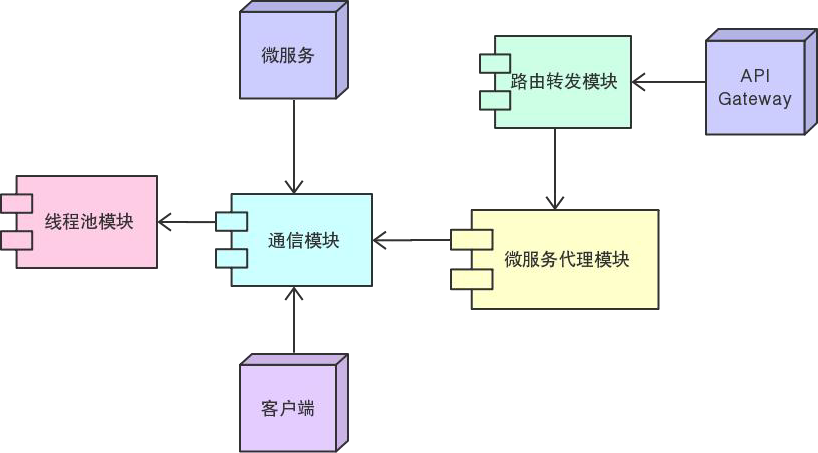 微服务
路由转发模块
API
Gateway
线程池模块
通信模块
微服务代理模块
客户端